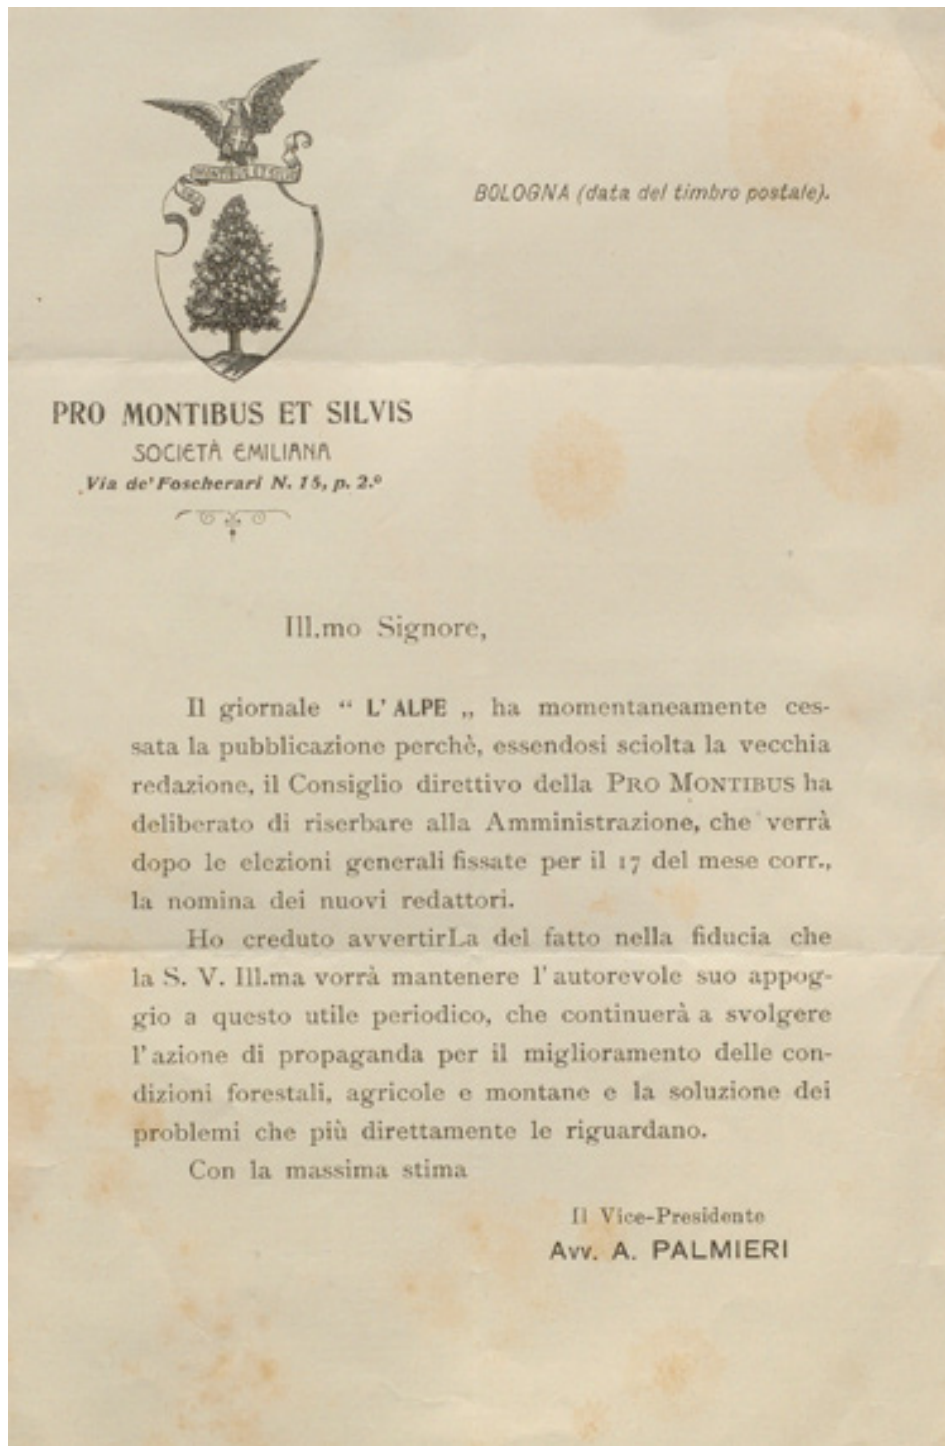 PRO MONTIBUS ET SILVIS
BOLOGNA (data del timbro postale).
PRO MONTIBUS ET SILVIS
SOCIETÀ EMILIANA
Via de' Foscherari N. 15, p. 2.º
Ill.mo Signore,
Il giornale “ L' ALPE „ ha momentaneamente ces-
sata la pubblicazione perchè, essendosi sciolta la vecchia
redazione, il Consiglio direttivo della PRO MONTIBUS ha
deliberato di riserbare alla Amministrazione, che verrà
dopo le elezioni generali fissate per il 17 del mese corr.,
la nomina dei nuovi redattori.
Ho creduto avvertirLa del fatto nella fiducia che
la S. V. Ill.ma vorrà mantenere l' autorevole suo appog-
gio a questo utile periodico, che continuerà a svolgere
l' azione di propaganda per il miglioramento delle con-
dizioni forestali, agricole e montane e la soluzione dei
problemi che più direttamente le riguardano.
Con la massima stima
Il Vice-Presidente
Avv. A. PALMIERI